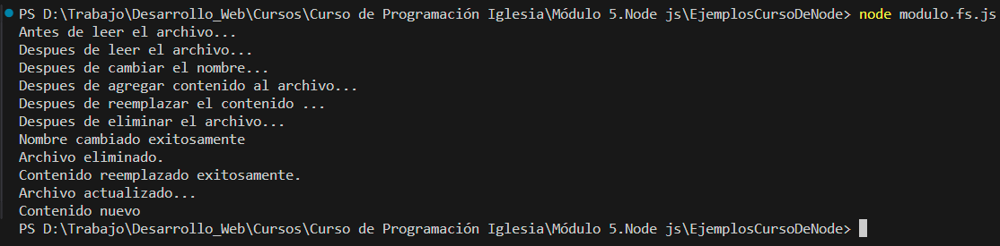 PS D:\Trabajo\Desarrollo_Web\Cursos\Curso de Programación Iglesia\Módulo 5.Node js\EjemplosCursoDeNode> node modulo.fs.js
Antes de leer el archivo...
Despues de leer el archivo...
Despues de cambiar el nombre...
Despues de agregar contenido al archivo...
Despues de reemplazar el contenido ...
Despues de eliminar el archivo...
Nombre cambiado exitosamente
Archivo eliminado.
Contenido reemplazado exitosamente.
Archivo actualizado...
Contenido nuevo
PS D:\Trabajo\Desarrollo_Web\Cursos\Curso de Programación Iglesia\Módulo 5.Node js\EjemplosCursoDeNode>